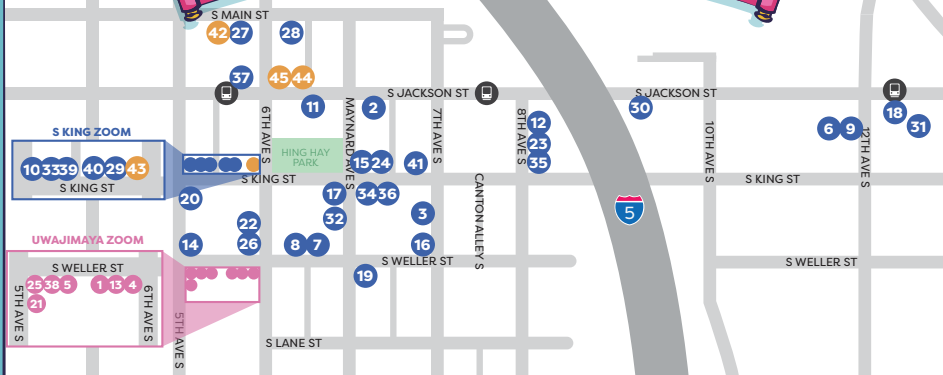 S MAIN ST
42 27 28
37 45 44
S JACKSON ST
S JACKSON ST
11 2
30
18
12
6 9
31
6TH AVE S
MAYNARD AVE S
7TH AVE S
8TH AVE S
10TH AVE S
12TH AVE S
23
S KING ZOOM
HING HAY
PARK
15 24 41 35
10 33 39 40 29 43
S KING ST
S KING ST
S KING ST
20
17 34 36
32 3
5
CANTON ALLEY S
22
14 26 8 7 16
UWAJIMAYA ZOOM
S WELLER ST
S WELLER ST
S WELLER ST
19
25 38 5 1 13 4
21
5TH AVE S
6TH AVE S
5TH AVE S
S LANE ST